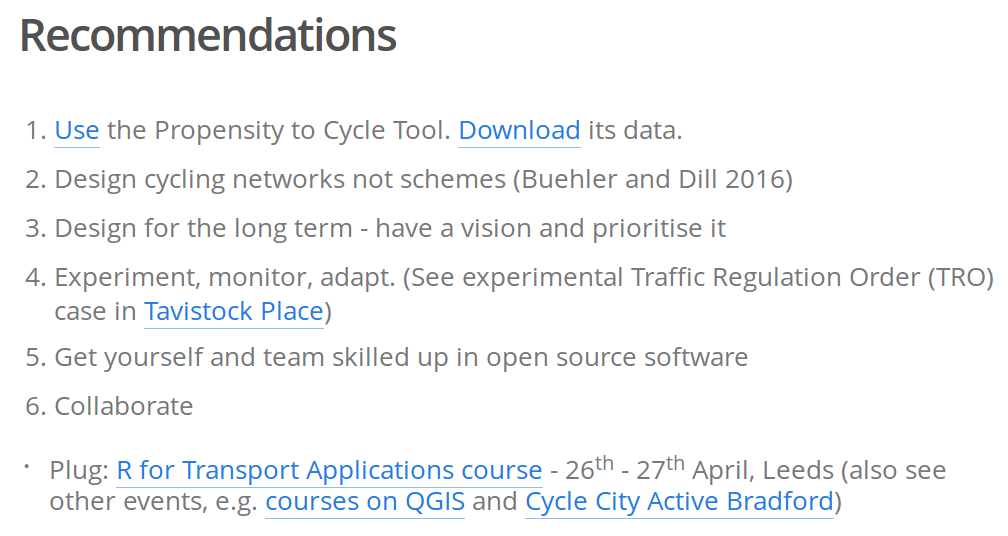 Recommendations
1. Use the Propensity to Cycle Tool. Download its data.
2. Design cycling networks not schemes (Buehler and Dill 2016)
3. Design for the long term - have a vision and prioritise it
4. Experiment, monitor, adapt. (See experimental Traffic Regulation Order (TRO)
case in Tavistock Place)
5. Get yourself and team skilled up in open source software
6. Collaborate
· Plug: R for Transport Applications course - 26th - 27th April, Leeds (also see
other events, e.g. courses on QGIS and Cycle City Active Bradford)